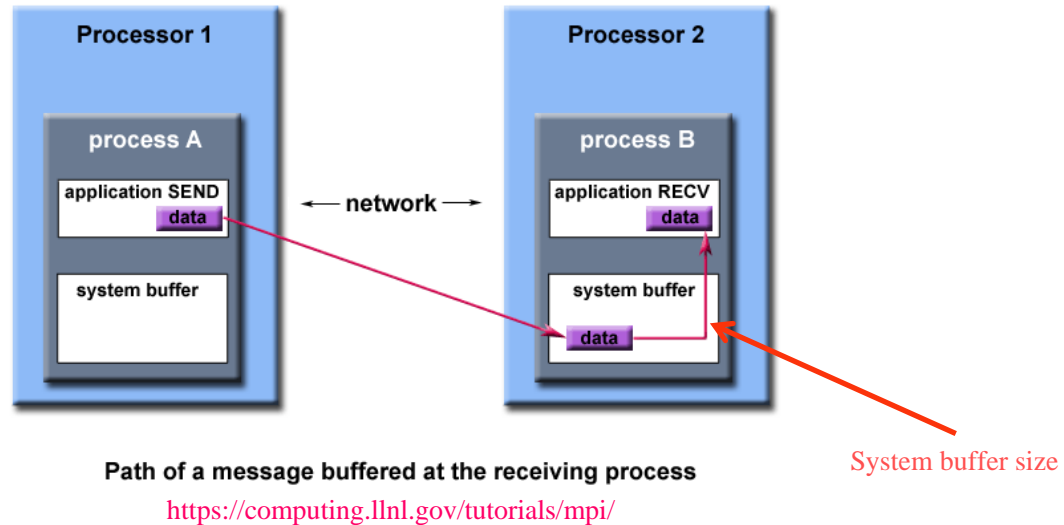 Processor 1
Processor 2
process A
process B
application SEND
data
← network →
application RECV
data
system buffer
system buffer
data
System buffer size
Path of a message buffered at the receiving process
https://computing.llnl.gov/tutorials/mpi/